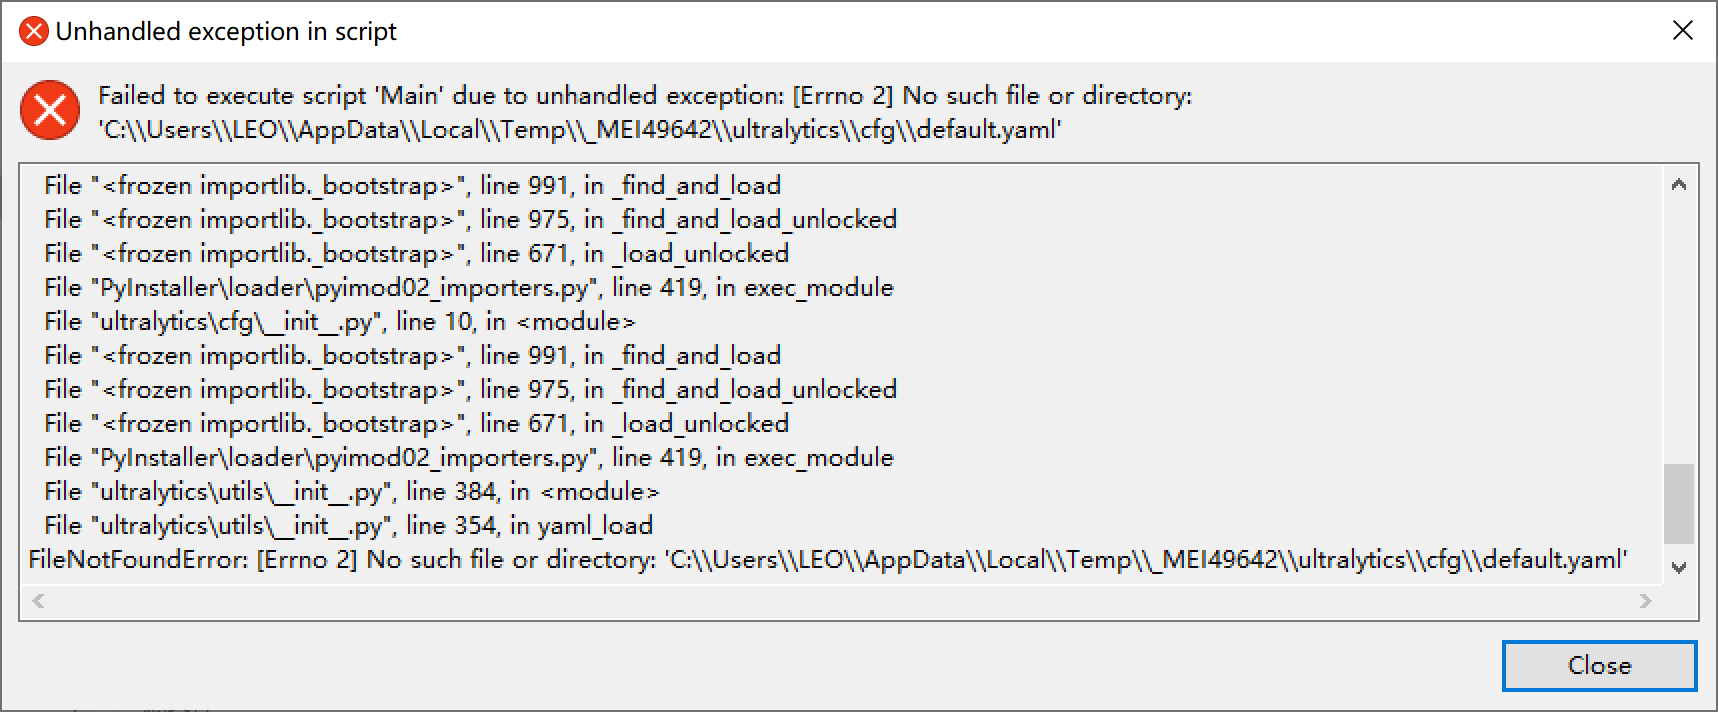 Unhandled exception in script
Failed to execute script 'Main' due to unhandled exception: [Errno 2] No such file or directory:
'C:\\Users\\LEO\\AppData\\Local\\Temp\\_MEI49642\\ultralytics\\cfg\\default.yaml'
File "<frozen importlib._bootstrap>", line 991, in _find_and_load
File "<frozen importlib._bootstrap>", line 975, in _find_and_load_unlocked
File "<frozen importlib._bootstrap>", line 671, in _load_unlocked
File "PyInstaller\loader\pyimod02_importers.py", line 419, in exec_module
File "ultralytics\cfg\__init__.py", line 10, in <module>
File "<frozen importlib._bootstrap>", line 991, in _find_and_load
File "<frozen importlib._bootstrap>", line 975, in _find_and_load_unlocked
File "<frozen importlib._bootstrap>", line 671, in _load_unlocked
File "PyInstaller\loader\pyimod02_importers.py", line 419, in exec_module
File "ultralytics\utils\__init__.py", line 384, in <module>
File "ultralytics\utils\__init__.py", line 354, in yaml_load
FileNotFoundError: [Errno 2] No such file or directory: 'C:\\Users\\LEO\\AppData\\Local\\Temp\\_MEI49642\\ultralytics\\cfg\\default.yaml'
Close